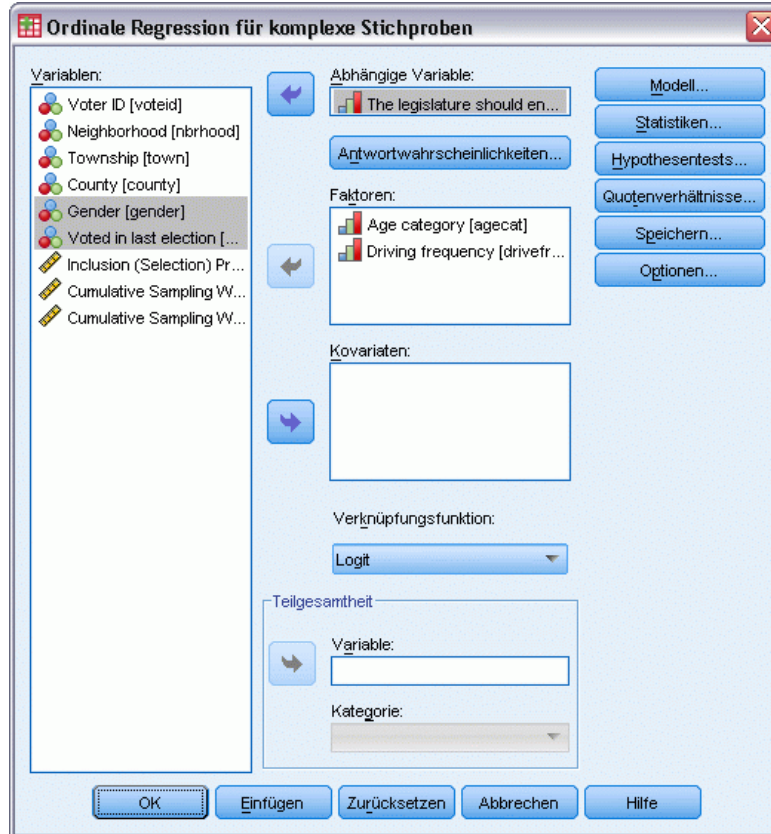 Ordinale Regression für komplexe Stichproben
Variablen:
Voter ID [voteid]
Neighborhood [nbrhood]
Township [town]
County [county]
Gender [gender]
Voted in last election [...
Inclusion (Selection) Pr...
Cumulative Sampling W...
Cumulative Sampling W...
Abhängige Variable:
The legislature should en...
Antwortwahrscheinlichkeiten...
Faktoren:
Age category [agecat]
Driving frequency [drivefr...
Kovariaten:
Verknüpfungsfunktion:
Logit
Teilgesamtheit
Variable:
Kategorie:
Modell...
Statistiken...
Hypothesentests...
Quotenverhältnisse...
Speichern...
Optionen...
OK
Einfügen
Zurücksetzen
Abbrechen
Hilfe